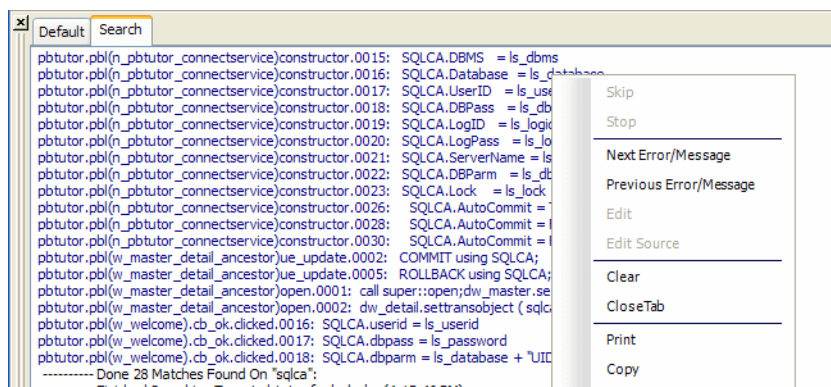 Default Search
pbtutor.pbl(n_pbtutor_connectservice)constructor.0015: SQLCA.DBMS = ls_dbms
pbtutor.pbl(n_pbtutor_connectservice)constructor.0016: SQLCA.Database = ls_database
pbtutor.pbl(n_pbtutor_connectservice)constructor.0017: SQLCA.UserID = ls_use
pbtutor.pbl(n_pbtutor_connectservice)constructor.0018: SQLCA.DBPass = ls_db
pbtutor.pbl(n_pbtutor_connectservice)constructor.0019: SQLCA.LogID = ls_logic
pbtutor.pbl(n_pbtutor_connectservice)constructor.0020: SQLCA.LogPass = ls_lo
pbtutor.pbl(n_pbtutor_connectservice)constructor.0021: SQLCA.ServerName = ls
pbtutor.pbl(n_pbtutor_connectservice)constructor.0022: SQLCA.DBParm = ls_db
pbtutor.pbl(n_pbtutor_connectservice)constructor.0023: SQLCA.Lock = ls_lock
pbtutor.pbl(n_pbtutor_connectservice)constructor.0026: SQLCA.AutoCommit =
pbtutor.pbl(n_pbtutor_connectservice)constructor.0028: SQLCA.AutoCommit =
pbtutor.pbl(n_pbtutor_connectservice)constructor.0030: SQLCA.AutoCommit =
pbtutor.pbl(w_master_detail_ancestor)ue_update.0002: COMMIT using SQLCA;
pbtutor.pbl(w_master_detail_ancestor)ue_update.0005: ROLLBACK using SQLCA;
pbtutor.pbl(w_master_detail_ancestor)open.0001: call super::open;dw_master.se
pbtutor.pbl(w_master_detail_ancestor)open.0002: dw_detail.settransobject ( sqlca
pbtutor.pbl(w_welcome).cb_ok.clicked.0016: SQLCA.userid = ls_userid
pbtutor.pbl(w_welcome).cb_ok.clicked.0017: SQLCA.dbpass = ls_password
pbtutor.pbl(w_welcome).cb_ok.clicked.0018: SQLCA.dbparm = ls_database + "UID
---------- Done 28 Matches Found On "sqlca":
Skip
Stop
Next Error/Message
Previous Error/Message
Edit
Edit Source
Clear
CloseTab
Print
Copy